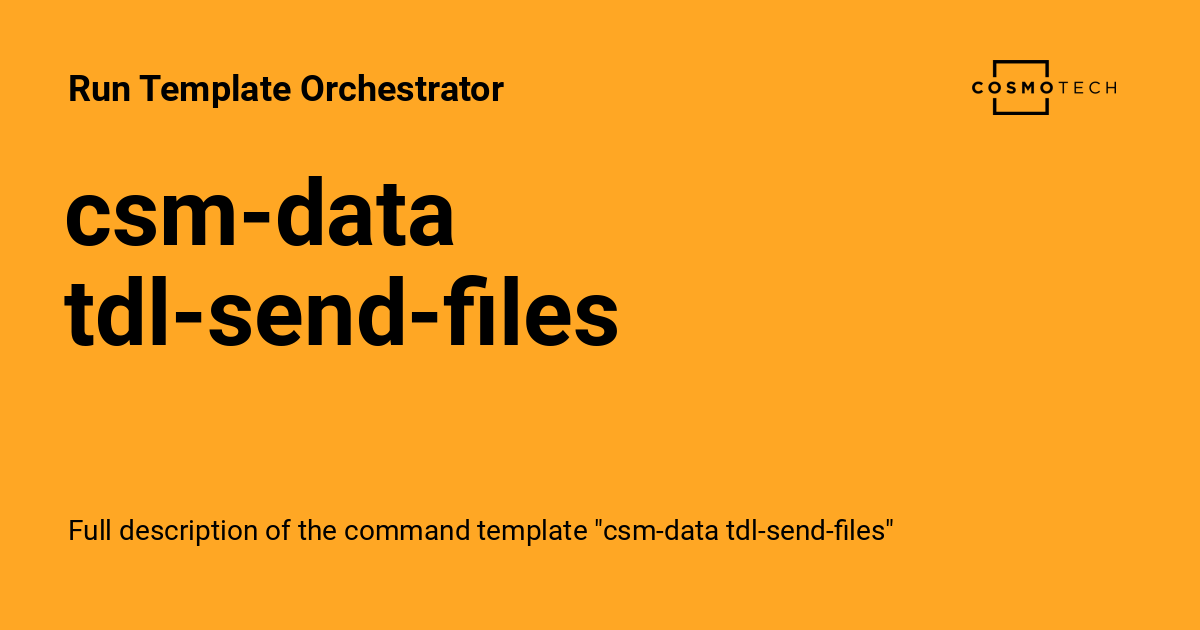 Run Template Orchestrator
COSMOTECH
csm-data
tdl-send-files
Full description of the command template "csm-data tdl-send-files"